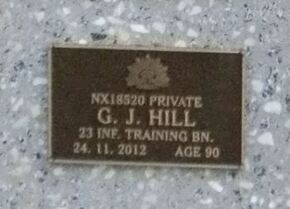 NX18520 PRIVATE
G. J. HILL
23 INF. TRAINING BN.
24. 11. 2012 AGE 90